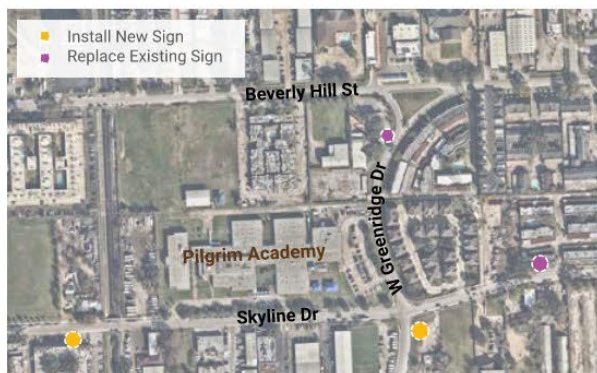 Install New Sign
Replace Existing Sign
Beverly Hill St
W Greenridge Dr
Pilgrim Academy
Skyline Dr